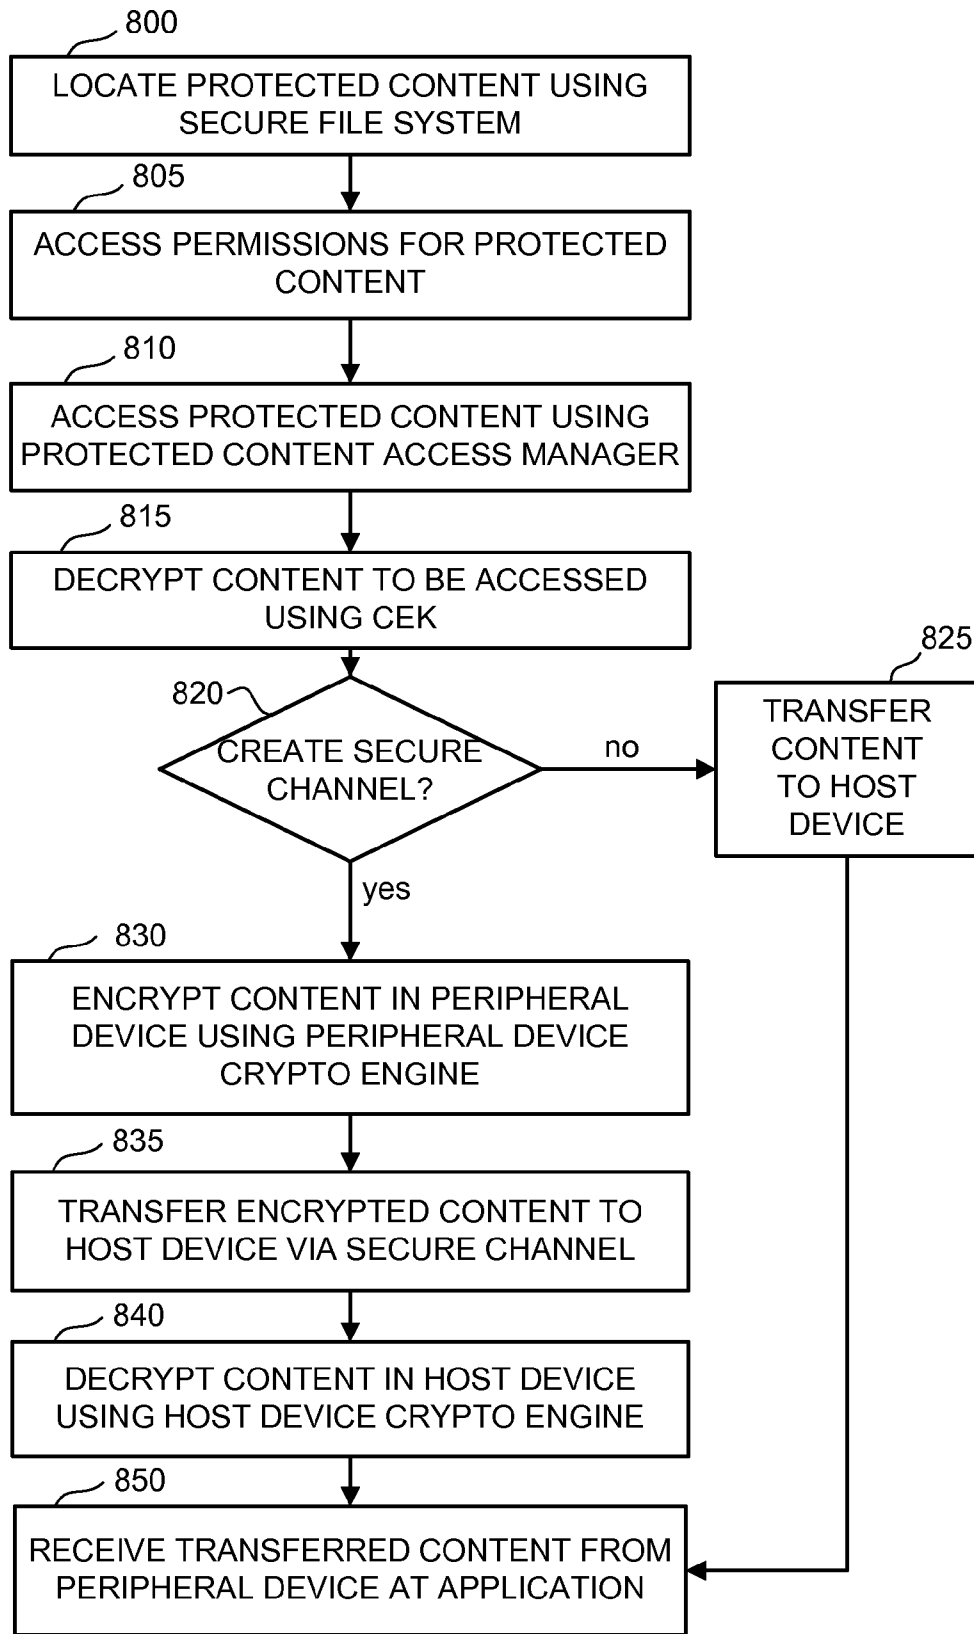 800
LOCATE PROTECTED CONTENT USING
SECURE FILE SYSTEM
805
ACCESS PERMISSIONS FOR PROTECTED
CONTENT
810
ACCESS PROTECTED CONTENT USING
PROTECTED CONTENT ACCESS MANAGER
815
DECRYPT CONTENT TO BE ACCESSED
USING CEK
820
CREATE SECURE
CHANNEL?
no
825
TRANSFER
CONTENT
TO HOST
DEVICE
yes
830
ENCRYPT CONTENT IN PERIPHERAL
DEVICE USING PERIPHERAL DEVICE
CRYPTO ENGINE
835
TRANSFER ENCRYPTED CONTENT TO
HOST DEVICE VIA SECURE CHANNEL
840
DECRYPT CONTENT IN HOST DEVICE
USING HOST DEVICE CRYPTO ENGINE
850
RECEIVE TRANSFERRED CONTENT FROM
PERIPHERAL DEVICE AT APPLICATION